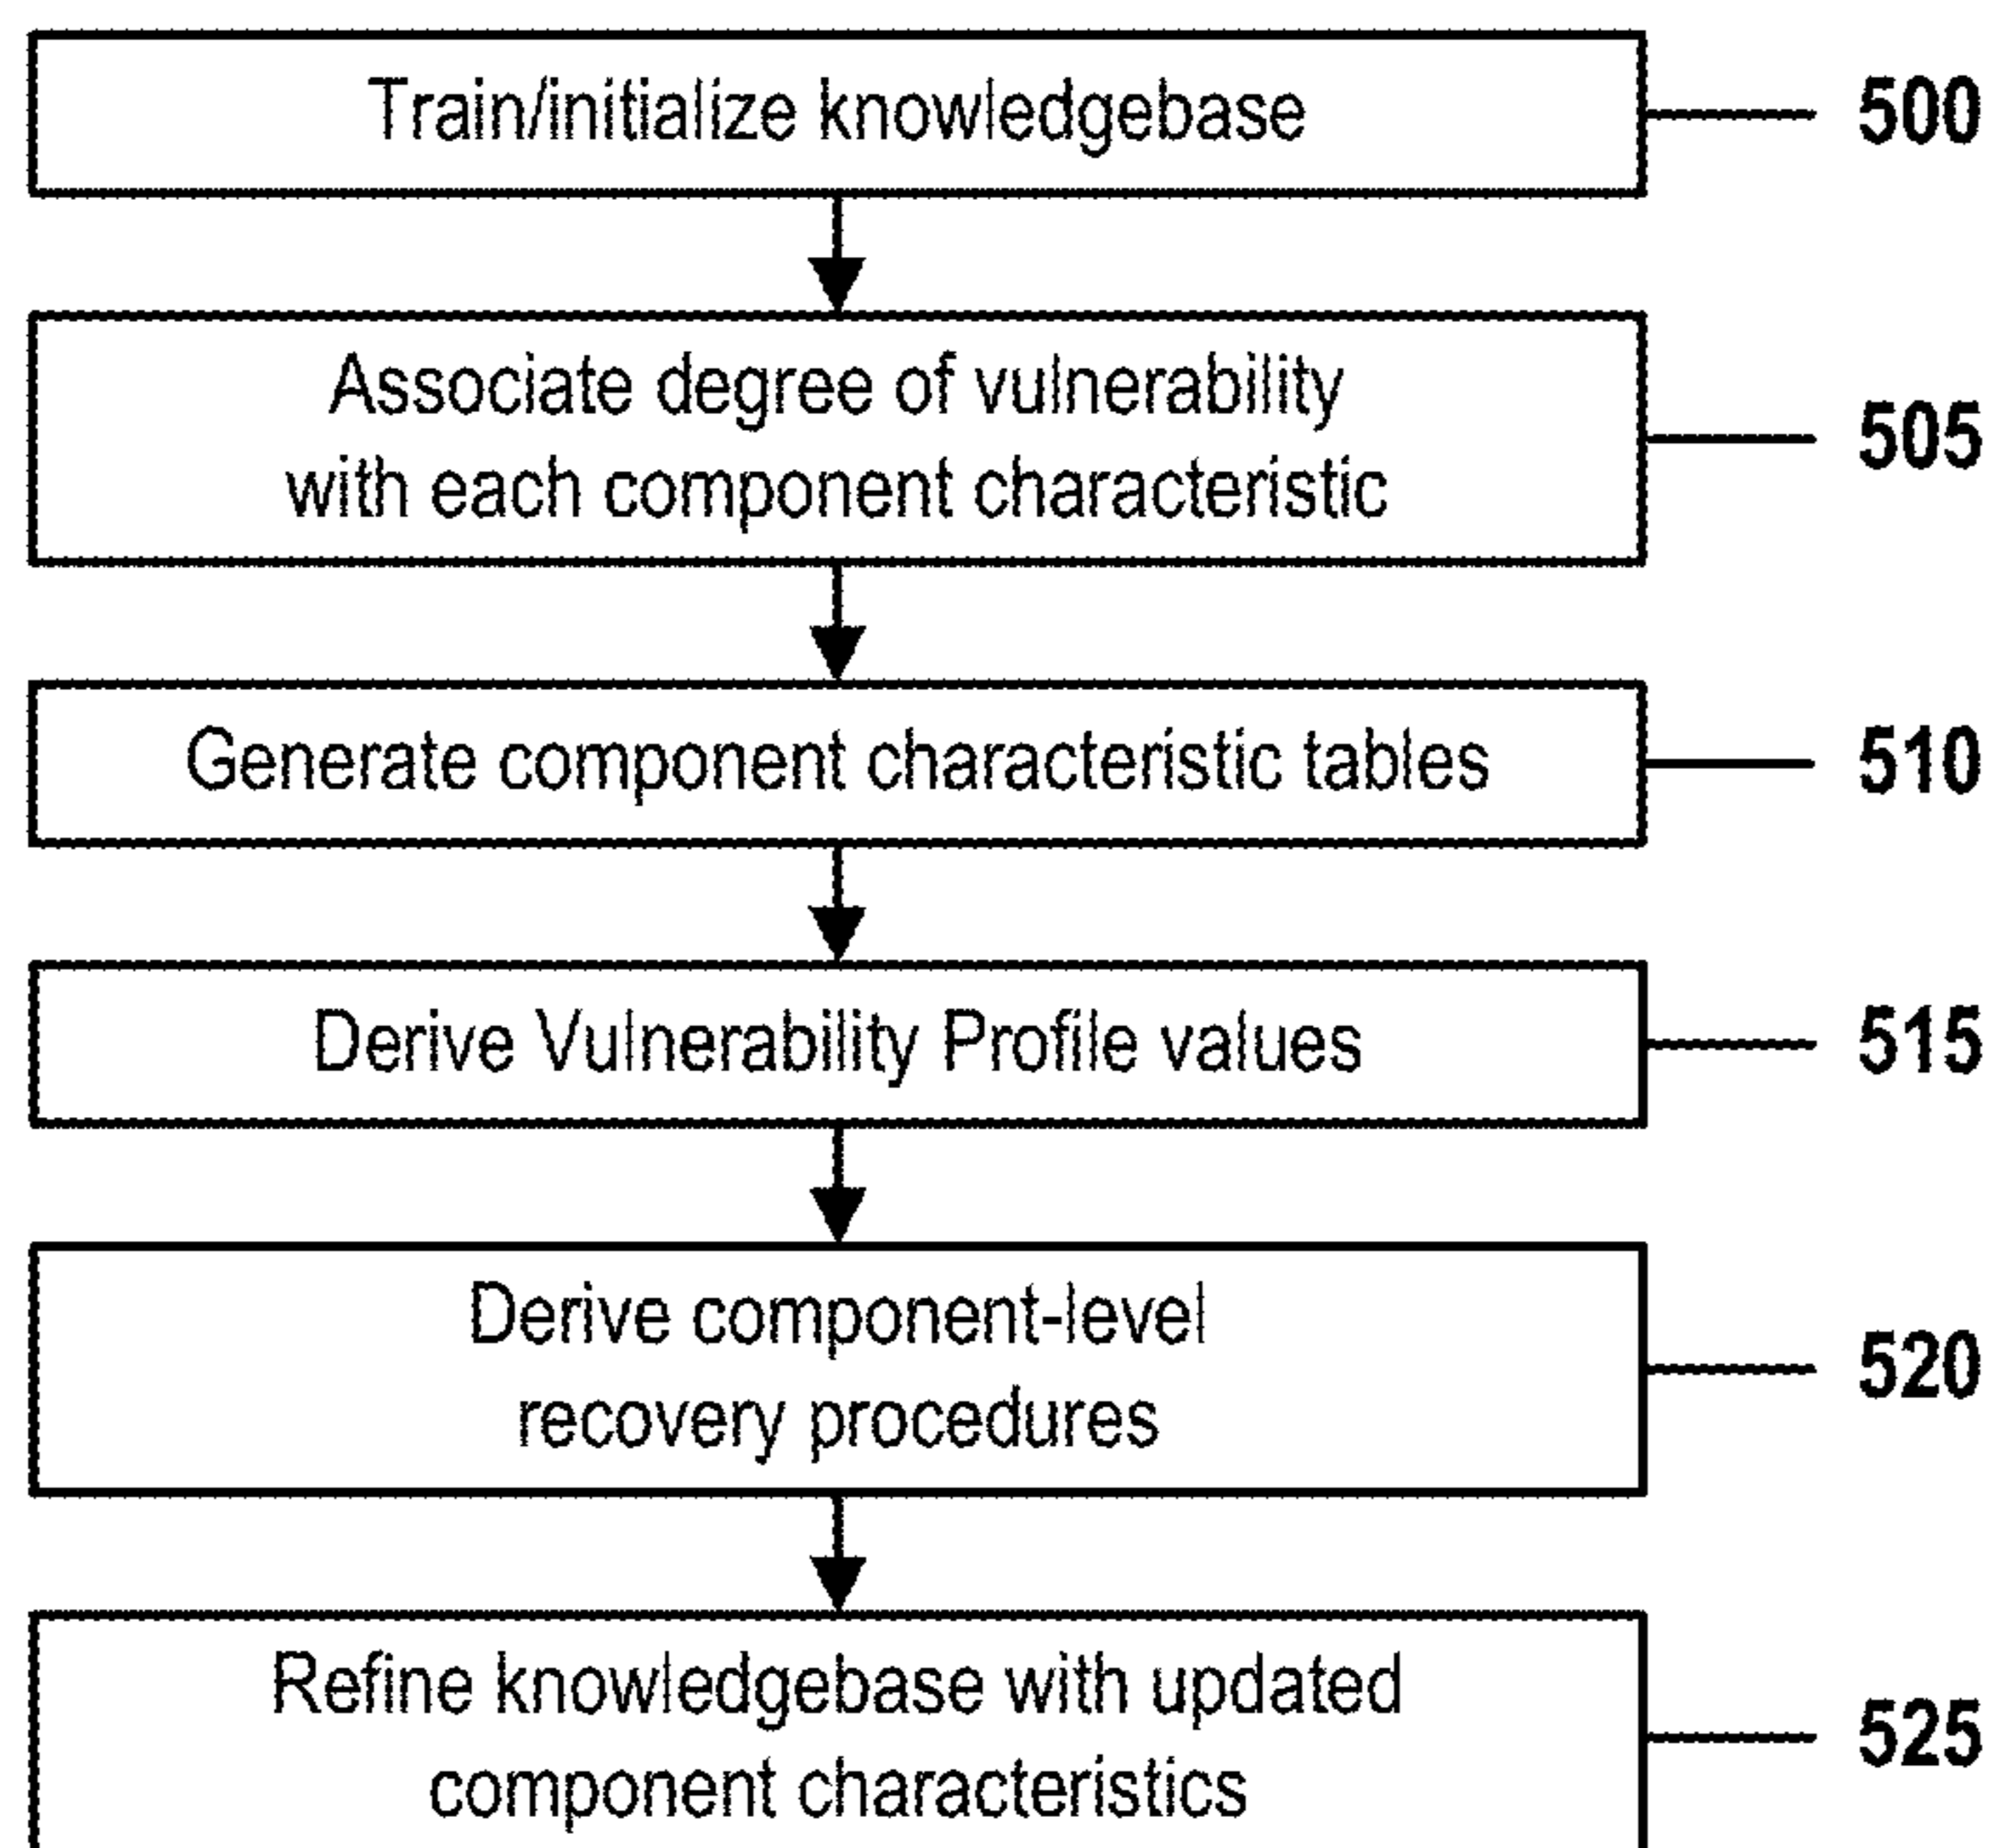 Train/initialize knowledgebase
500
Associate degree of vulnerability
with each component characteristic
505
Generate component characteristic tables
510
Derive Vulnerability Profile values
515
Derive component-level
recovery procedures
520
Refine knowledgebase with updated
component characteristics
525